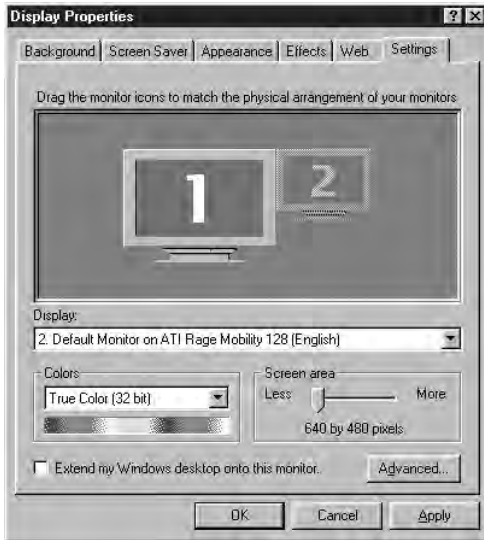 Display Properties
Background Screen Saver Appearance Effects Web Settings
Drag the monitor icons to match the physical arrangement of your monitors
1 2
Display:
2. Default Monitor on ATI Rage Mobility 128 (English)
Colors Screen area
True Color (32 bit) Less More
640 by 480 pixels
Extend my Windows desktop onto this monitor. Advanced...
OK Cancel Apply